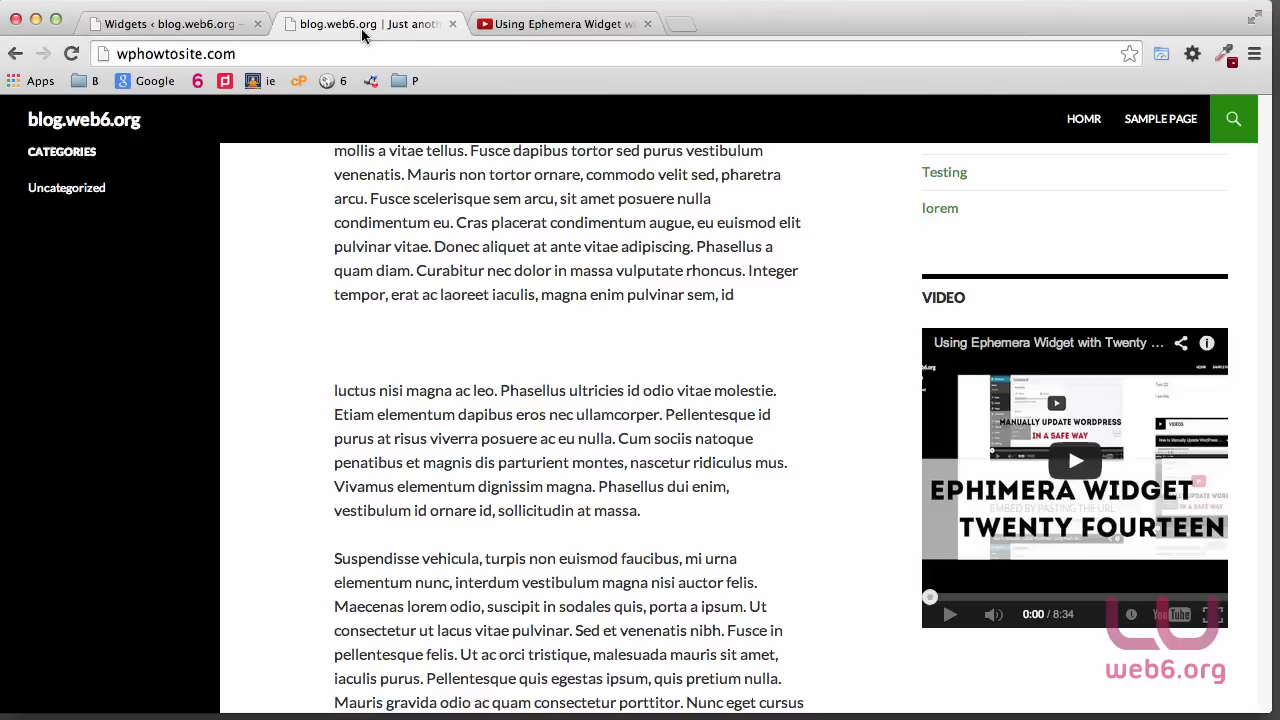 Widgets ‹ blog.web6.org –
blog.web6.org | Just anoth
Using Ephemera Widget wi
wphowtosite.com
Apps
B
Google
6
ie
cP
6
P
blog.web6.org
HOMR
SAMPLE PAGE
CATEGORIES
Uncategorized
mollis a vitae tellus. Fusce dapibus tortor sed purus vestibulum
venenatis. Mauris non tortor ornare, commodo velit sed, pharetra
arcu. Fusce scelerisque sem arcu, sit amet posuere nulla
condimentum eu. Cras placerat condimentum augue, eu euismod elit
pulvinar vitae. Donec aliquet at ante vitae adipiscing. Phasellus a
quam diam. Curabitur nec dolor in massa vulputate rhoncus. Integer
tempor, erat ac laoreet iaculis, magna enim pulvinar sem, id
luctus nisi magna ac leo. Phasellus ultricies id odio vitae molestie.
Etiam elementum dapibus eros nec ullamcorper. Pellentesque id
purus at risus viverra posuere ac eu nulla. Cum sociis natoque
penatibus et magnis dis parturient montes, nascetur ridiculus mus.
Vivamus elementum dignissim magna. Phasellus dui enim,
vestibulum id ornare id, sollicitudin at massa.
Suspendisse vehicula, turpis non euismod faucibus, mi urna
elementum nunc, interdum vestibulum magna nisi auctor felis.
Maecenas lorem odio, suscipit in sodales quis, porta a ipsum. Ut
consectetur ut lacus vitae pulvinar. Sed et venenatis nibh. Fusce in
pellentesque felis. Ut ac orci tristique, malesuada mauris sit amet,
iaculis purus. Pellentesque quis egestas ipsum, quis pretium nulla.
Mauris gravida odio ac quam consectetur porttitor. Nunc eget cursus
Testing
lorem
VIDEO
Using Ephemera Widget with Twenty ...
MANUALLY UPDATE WORDPRESS
IN A SAFE WAY
VIDEOS
EPHIMERA WIDGET
EMBED BY PASTING THE URL
TWENTY FOURTEEN
0:00 / 8:34
YouTube
web6.org